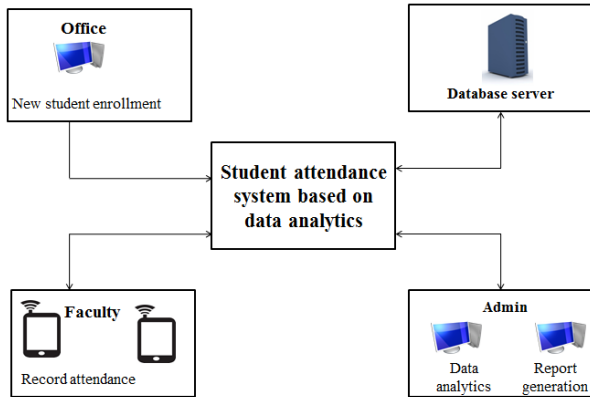 Office
New student enrollment
Database server
Student attendance
system based on
data analytics
Faculty
Record attendance
Admin
Data
analytics
Report
generation